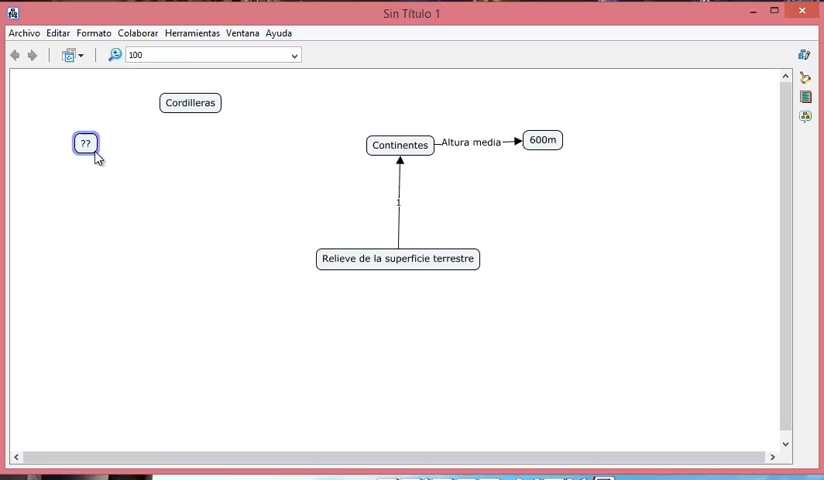 Sin Título 1
Archivo Editar Formato Colaborar Herramientas Ventana Ayuda
100
Cordilleras
??
Continentes
Altura media
600m
1
Relieve de la superficie terrestre